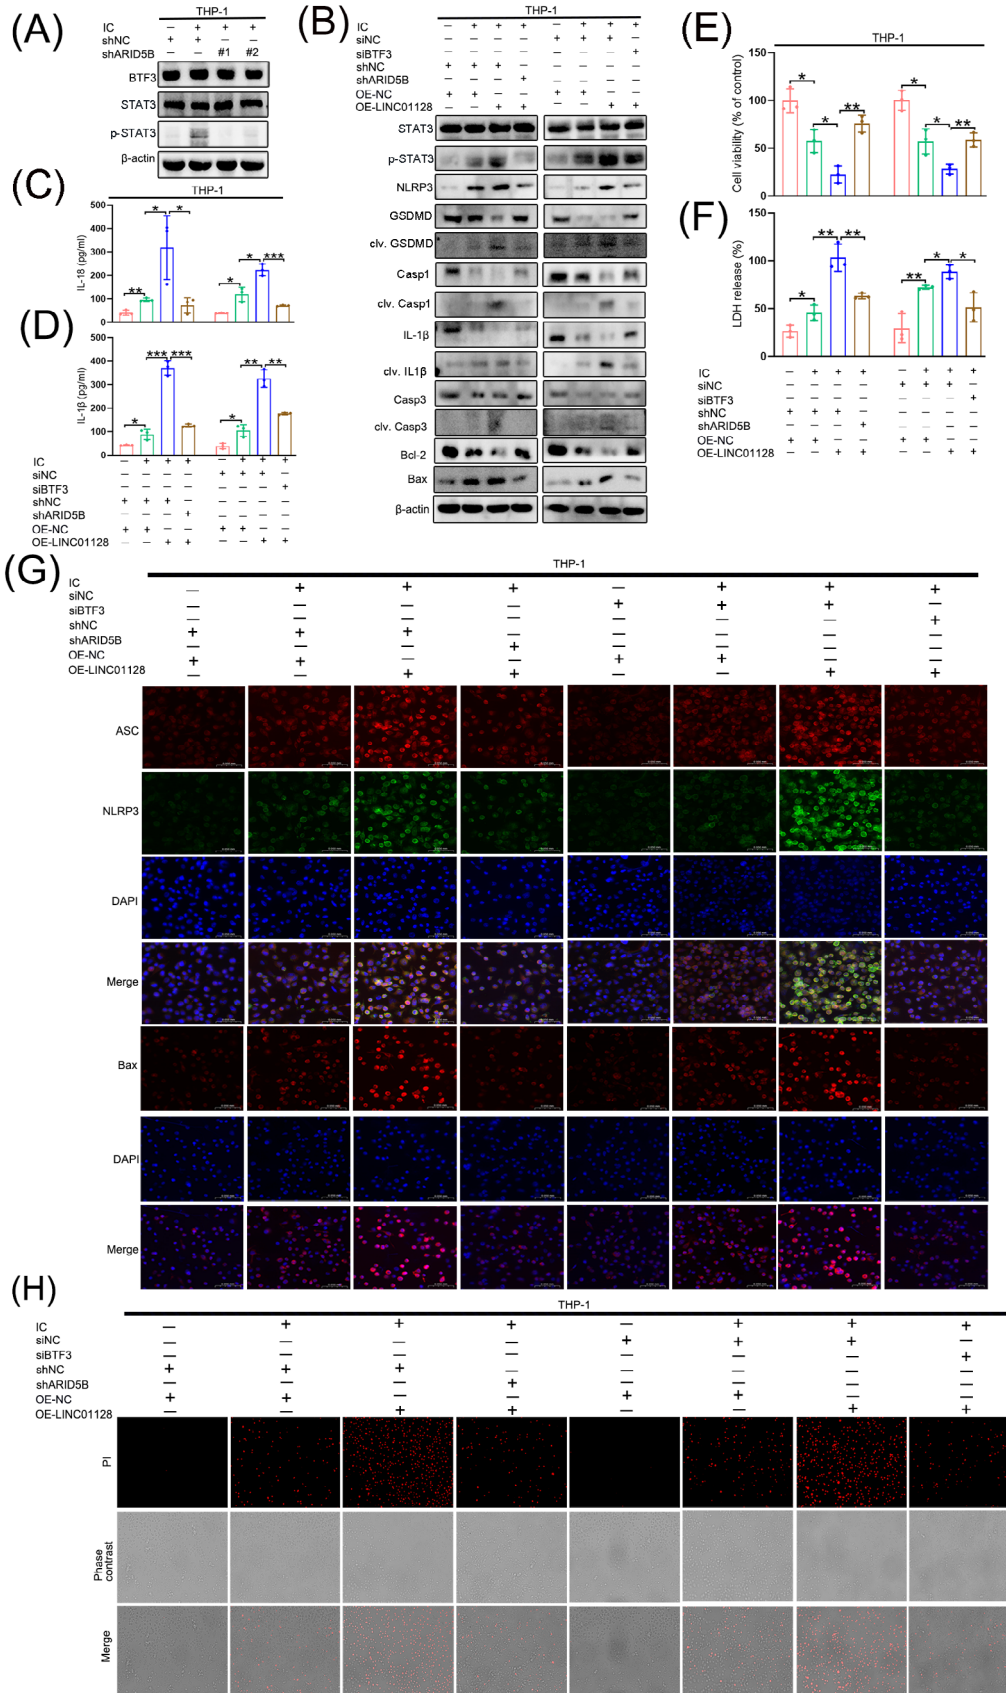 (A)
THP-1
IC – + + +
shNC + + – –
shARID5B – – #1 #2
BTF3
STAT3
p-STAT3
β-actin
(B)
THP-1
IC – + + + – + + +
siNC – – – – + + + –
siBTF3 – – – – – – – +
shNC + + + – – – – –
shARID5B – – – + – – – –
OE-NC + + – – + + – –
OE-LINC01128 – – + + – – + +
STAT3
p-STAT3
NLRP3
GSDMD
clv. GSDMD
Casp1
clv. Casp1
IL-1β
clv. IL1β
Casp3
clv. Casp3
Bcl-2
Bax
β-actin
(C)
THP-1
IL-18 (pg/ml)
500
400
300
200
100
0
** * * * * ***
(D)
IL-1β (pg/ml)
500
400
300
200
100
0
* *** *** * ** **
IC – + + + – + + +
siNC – – – – + + + –
siBTF3 – – – – – – – +
shNC + + + – – – – –
shARID5B – – – + – – – –
OE-NC + + – – + + – –
OE-LINC01128 – – + + – – + +
(E)
THP-1
Cell viability (% of control)
150
100
50
0
* * ** * * **
(F)
LDH release (%)
150
100
50
0
* ** ** ** * *
IC – + + + – + + +
siNC – – – – + + + –
siBTF3 – – – – – – – +
shNC + + + – – – – –
shARID5B – – – + – – – –
OE-NC + + – – + + – –
OE-LINC01128 – – + + – – + +
(G)
THP-1
IC – + + + – + + +
siNC
siBTF3 – – – – + + + –
shNC – – – – – – – +
shARID5B + + + – – – – –
OE-NC – – – + – – – –
OE-LINC01128 + + – – + + – –
– – + + – – + +
ASC
NLRP3
DAPI
Merge
Bax
DAPI
Merge
(H)
THP-1
IC – + + + – + + +
siNC – – – – + + + –
siBTF3 – – – – – – – +
shNC + + + – – – – –
shARID5B – – – + – – – –
OE-NC + + – – + + – –
OE-LINC01128 – – + + – – + +
PI
Phase contrast
Merge